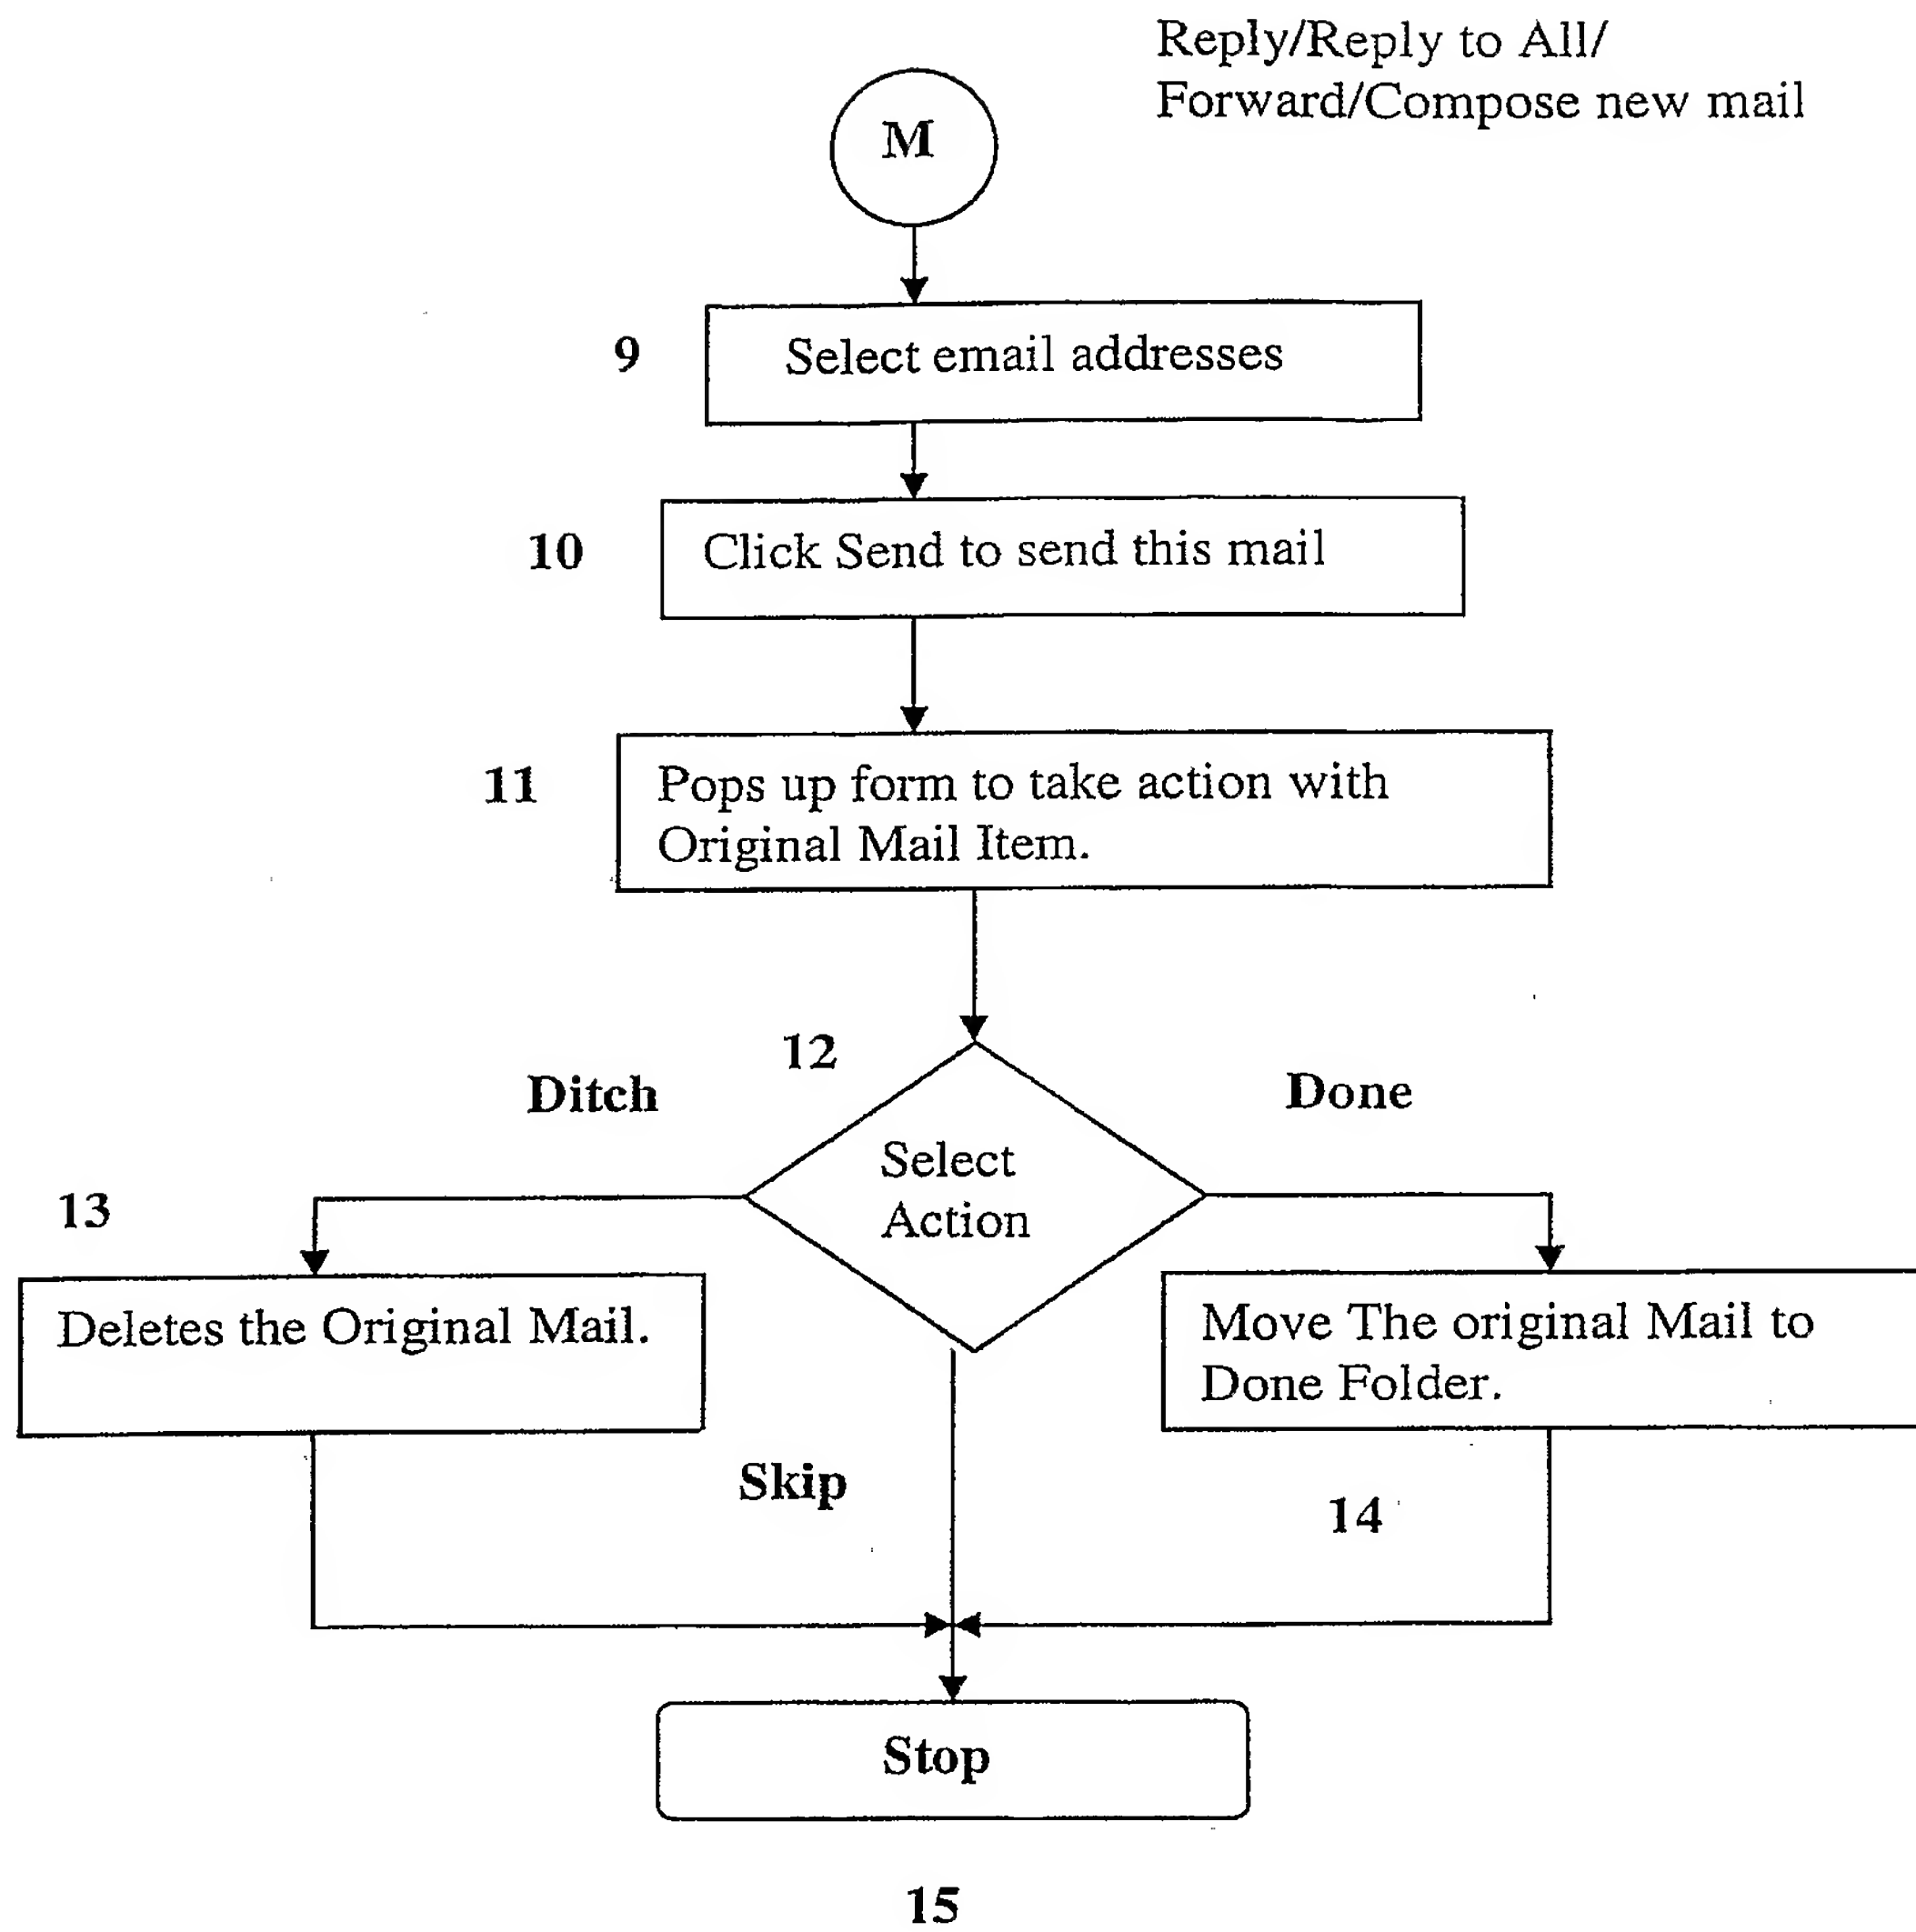 Reply/Reply to All/
Forward/Compose new mail
M
9
Select email addresses
10
Click Send to send this mail
11
Pops up form to take action with
Original Mail Item.
12
Ditch
Done
Select
Action
13
Deletes the Original Mail.
Move The original Mail to
Done Folder.
Skip
14
Stop
15